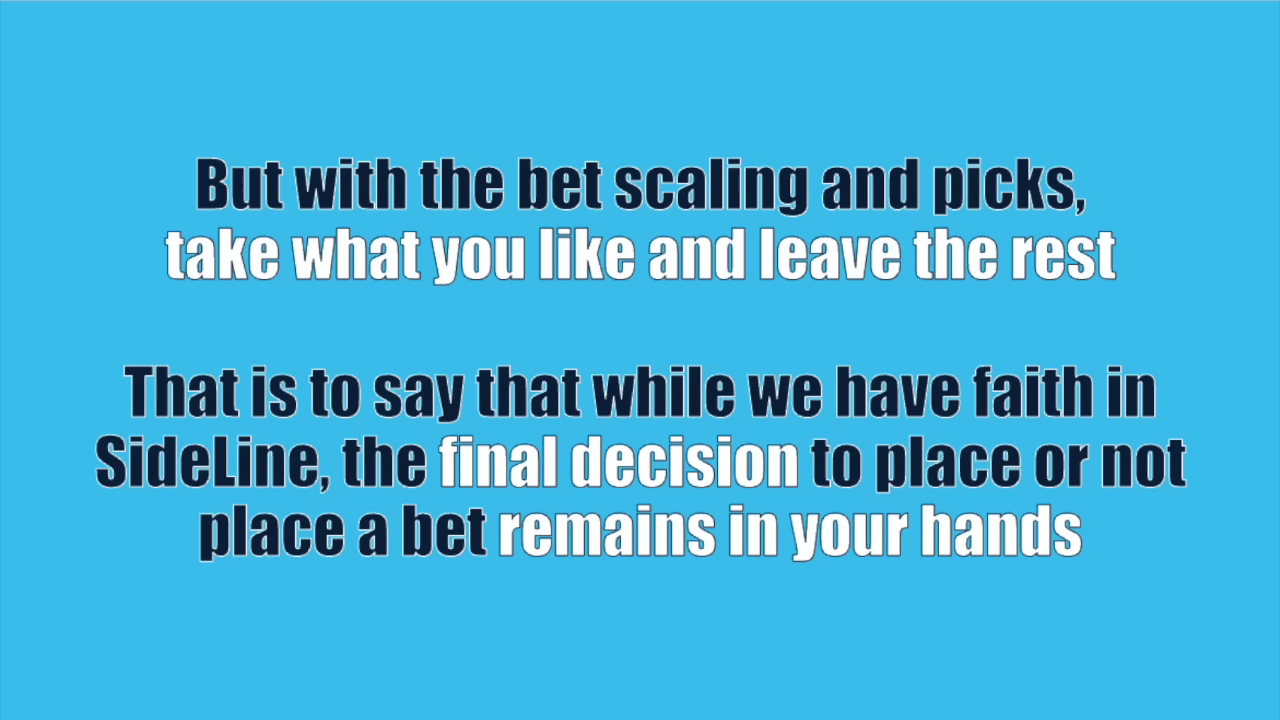 But with the bet scaling and picks,
take what you like and leave the rest
That is to say that while we have faith in
SideLine, the final decision to place or not
place a bet remains in your hands